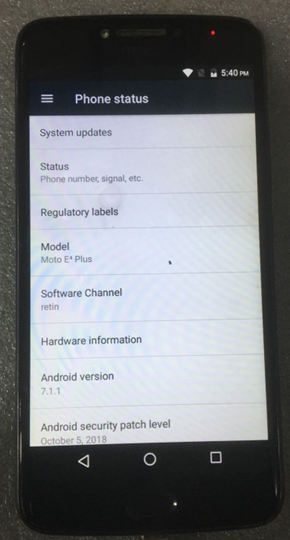 5:40 PM
Phone status
System updates
Status
Phone number, signal, etc.
Regulatory labels
Model
Moto E⁴ Plus
Software Channel
retin
Hardware information
Android version
7.1.1
Android security patch level
October 5, 2018